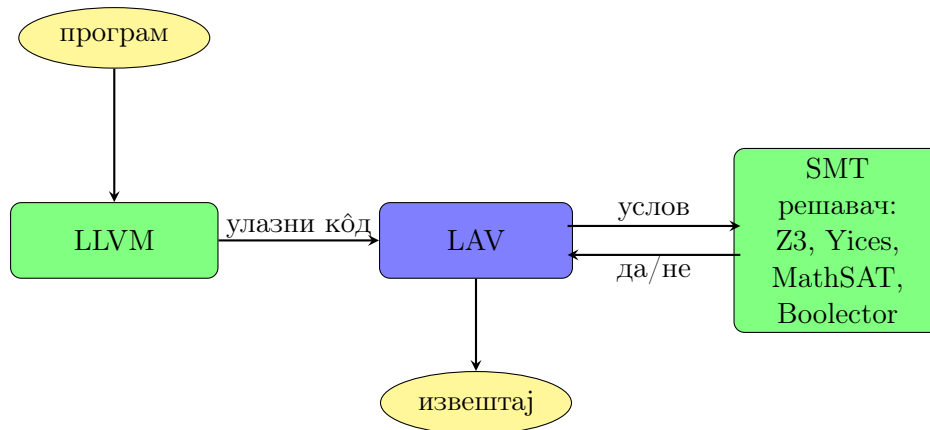 програм
LLVM
улазни кôд
LAV
услов
да/не
SMT
решавач:
Z3, Yices,
MathSAT,
Boolector
извештај